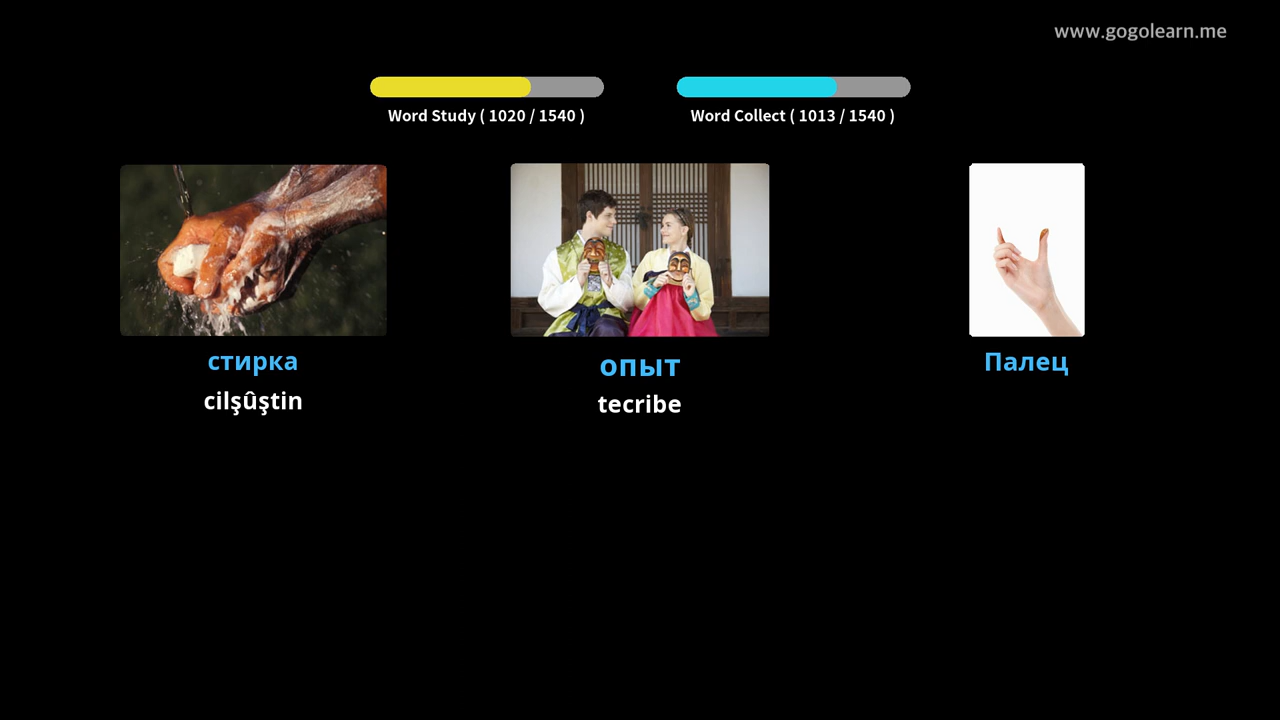 www.gogolearn.me
Word Study ( 1020 / 1540 )
Word Collect ( 1013 / 1540 )
стирка
cilşûştin
опыт
tecribe
Палец